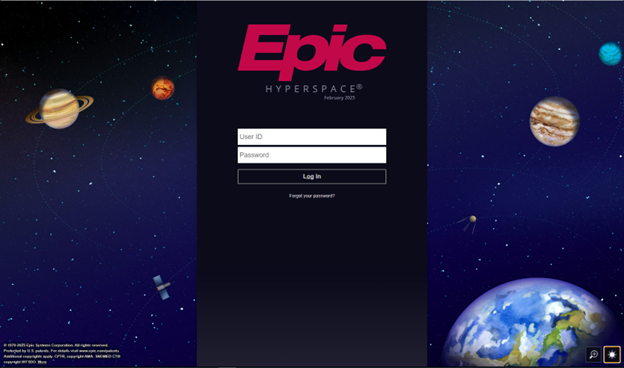 Epic
HYPERSPACE®
February 2025
User ID
Password
Log In
Forgot your password?
© 1979-2025 Epic Systems Corporation. All rights reserved.
Protected by U.S. patents. For details visit www.epic.com/patents.
Additional copyrights apply: CPT®, copyright AMA. SNOMED CT®
copyright IHTSDO. More